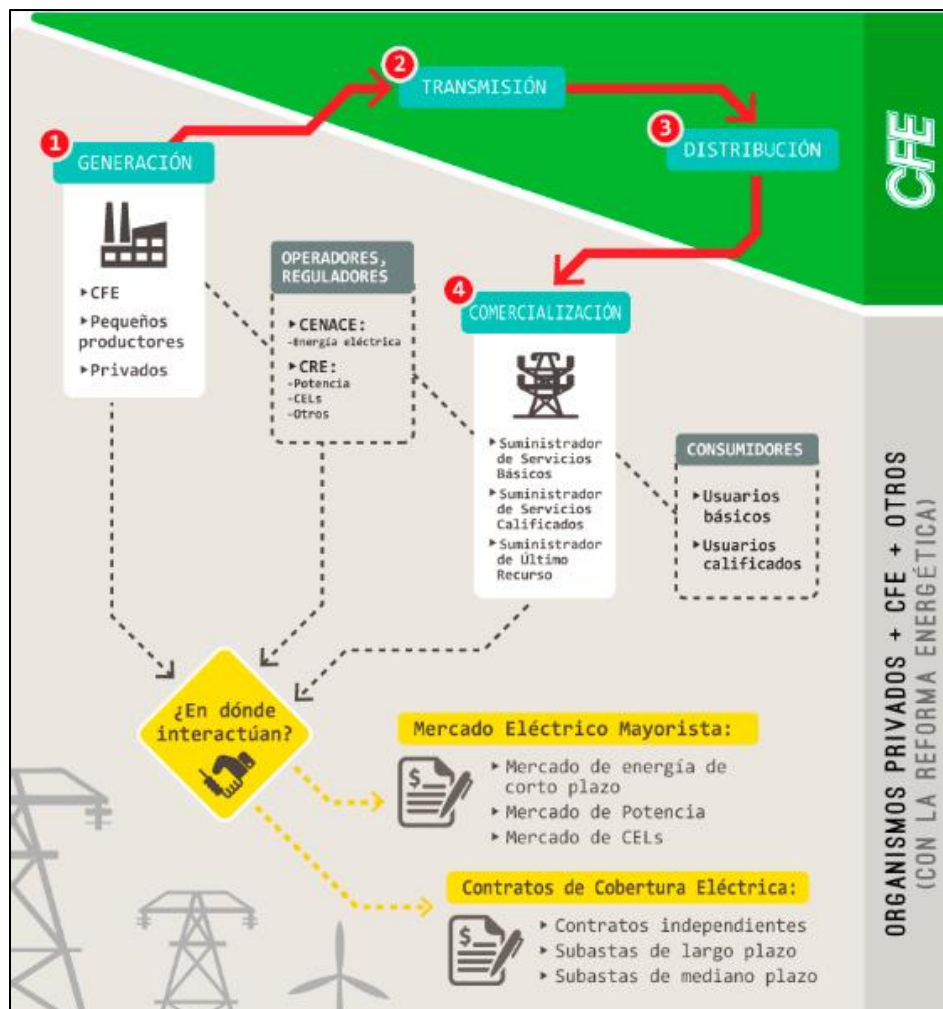 2
TRANSMISIÓN
1
GENERACIÓN
3
DISTRIBUCIÓN
CFE
▸CFE
▸Pequeños
productores
▸Privados
OPERADORES,
REGULADORES
▸CENACE:
-Energía eléctrica
▸CRE:
-Potencia
-CELs
-Otros
4
COMERCIALIZACIÓN
▸Suministrador
de Servicios
Básicos
▸Suministrador
de Servicios
Calificados
▸Suministrador
de Último
Recurso
CONSUMIDORES
▸Usuarios
básicos
▸Usuarios
calificados
¿En dónde
interactúan?
Mercado Eléctrico Mayorista:
$
▸Mercado de energía de
corto plazo
▸Mercado de Potencia
▸Mercado de CELs
Contratos de Cobertura Eléctrica:
$
▸Contratos independientes
▸Subastas de largo plazo
▸Subastas de mediano plazo
ORGANISMOS PRIVADOS + CFE + OTROS
(CON LA REFORMA ENERGÉTICA)